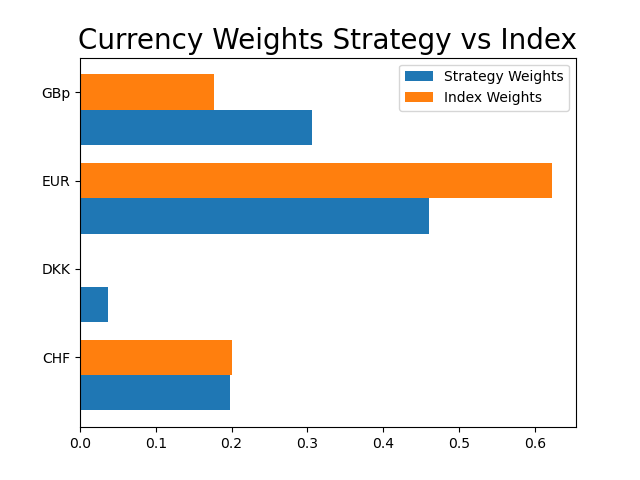 Currency Weights Strategy vs Index
Strategy Weights
Index Weights
GBp
EUR
DKK
CHF
0.0 0.1 0.2 0.3 0.4 0.5 0.6